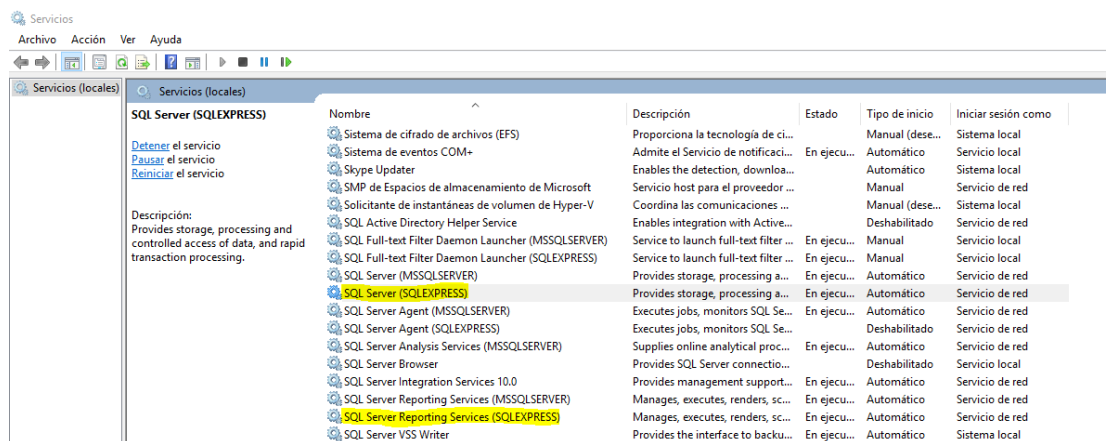 Servicios
Archivo Acción Ver Ayuda
Servicios (locales)
Servicios (locales)
SQL Server (SQLEXPRESS)
Detener el servicio
Pausar el servicio
Reiniciar el servicio
Descripción:
Provides storage, processing and
controlled access of data, and rapid
transaction processing.
Nombre Descripción Estado Tipo de inicio Iniciar sesión como
Sistema de cifrado de archivos (EFS) Proporciona la tecnología de ci... Manual (dese... Sistema local
Sistema de eventos COM+ Admite el Servicio de notificaci... En ejecu... Automático Servicio local
Skype Updater Enables the detection, downloa... Automático Sistema local
SMP de Espacios de almacenamiento de Microsoft Servicio host para el proveedor ... Manual Servicio de red
Solicitante de instantáneas de volumen de Hyper-V Coordina las comunicaciones ... Manual (dese... Sistema local
SQL Active Directory Helper Service Enables integration with Active... Deshabilitado Servicio de red
SQL Full-text Filter Daemon Launcher (MSSQLSERVER) Service to launch full-text filter ... En ejecu... Manual Servicio local
SQL Full-text Filter Daemon Launcher (SQLEXPRESS) Service to launch full-text filter ... En ejecu... Manual Servicio local
SQL Server (MSSQLSERVER) Provides storage, processing a... En ejecu... Automático Servicio de red
SQL Server (SQLEXPRESS) Provides storage, processing a... En ejecu... Automático Servicio de red
SQL Server Agent (MSSQLSERVER) Executes jobs, monitors SQL Se... En ejecu... Automático Servicio de red
SQL Server Agent (SQLEXPRESS) Executes jobs, monitors SQL Se... Deshabilitado Servicio de red
SQL Server Analysis Services (MSSQLSERVER) Supplies online analytical proc... En ejecu... Automático Servicio de red
SQL Server Browser Provides SQL Server connectio... Deshabilitado Servicio local
SQL Server Integration Services 10.0 Provides management support... En ejecu... Automático Servicio de red
SQL Server Reporting Services (MSSQLSERVER) Manages, executes, renders, sc... En ejecu... Automático Servicio de red
SQL Server Reporting Services (SQLEXPRESS) Manages, executes, renders, sc... En ejecu... Automático Servicio de red
SQL Server VSS Writer Provides the interface to backu... En ejecu... Automático Sistema local